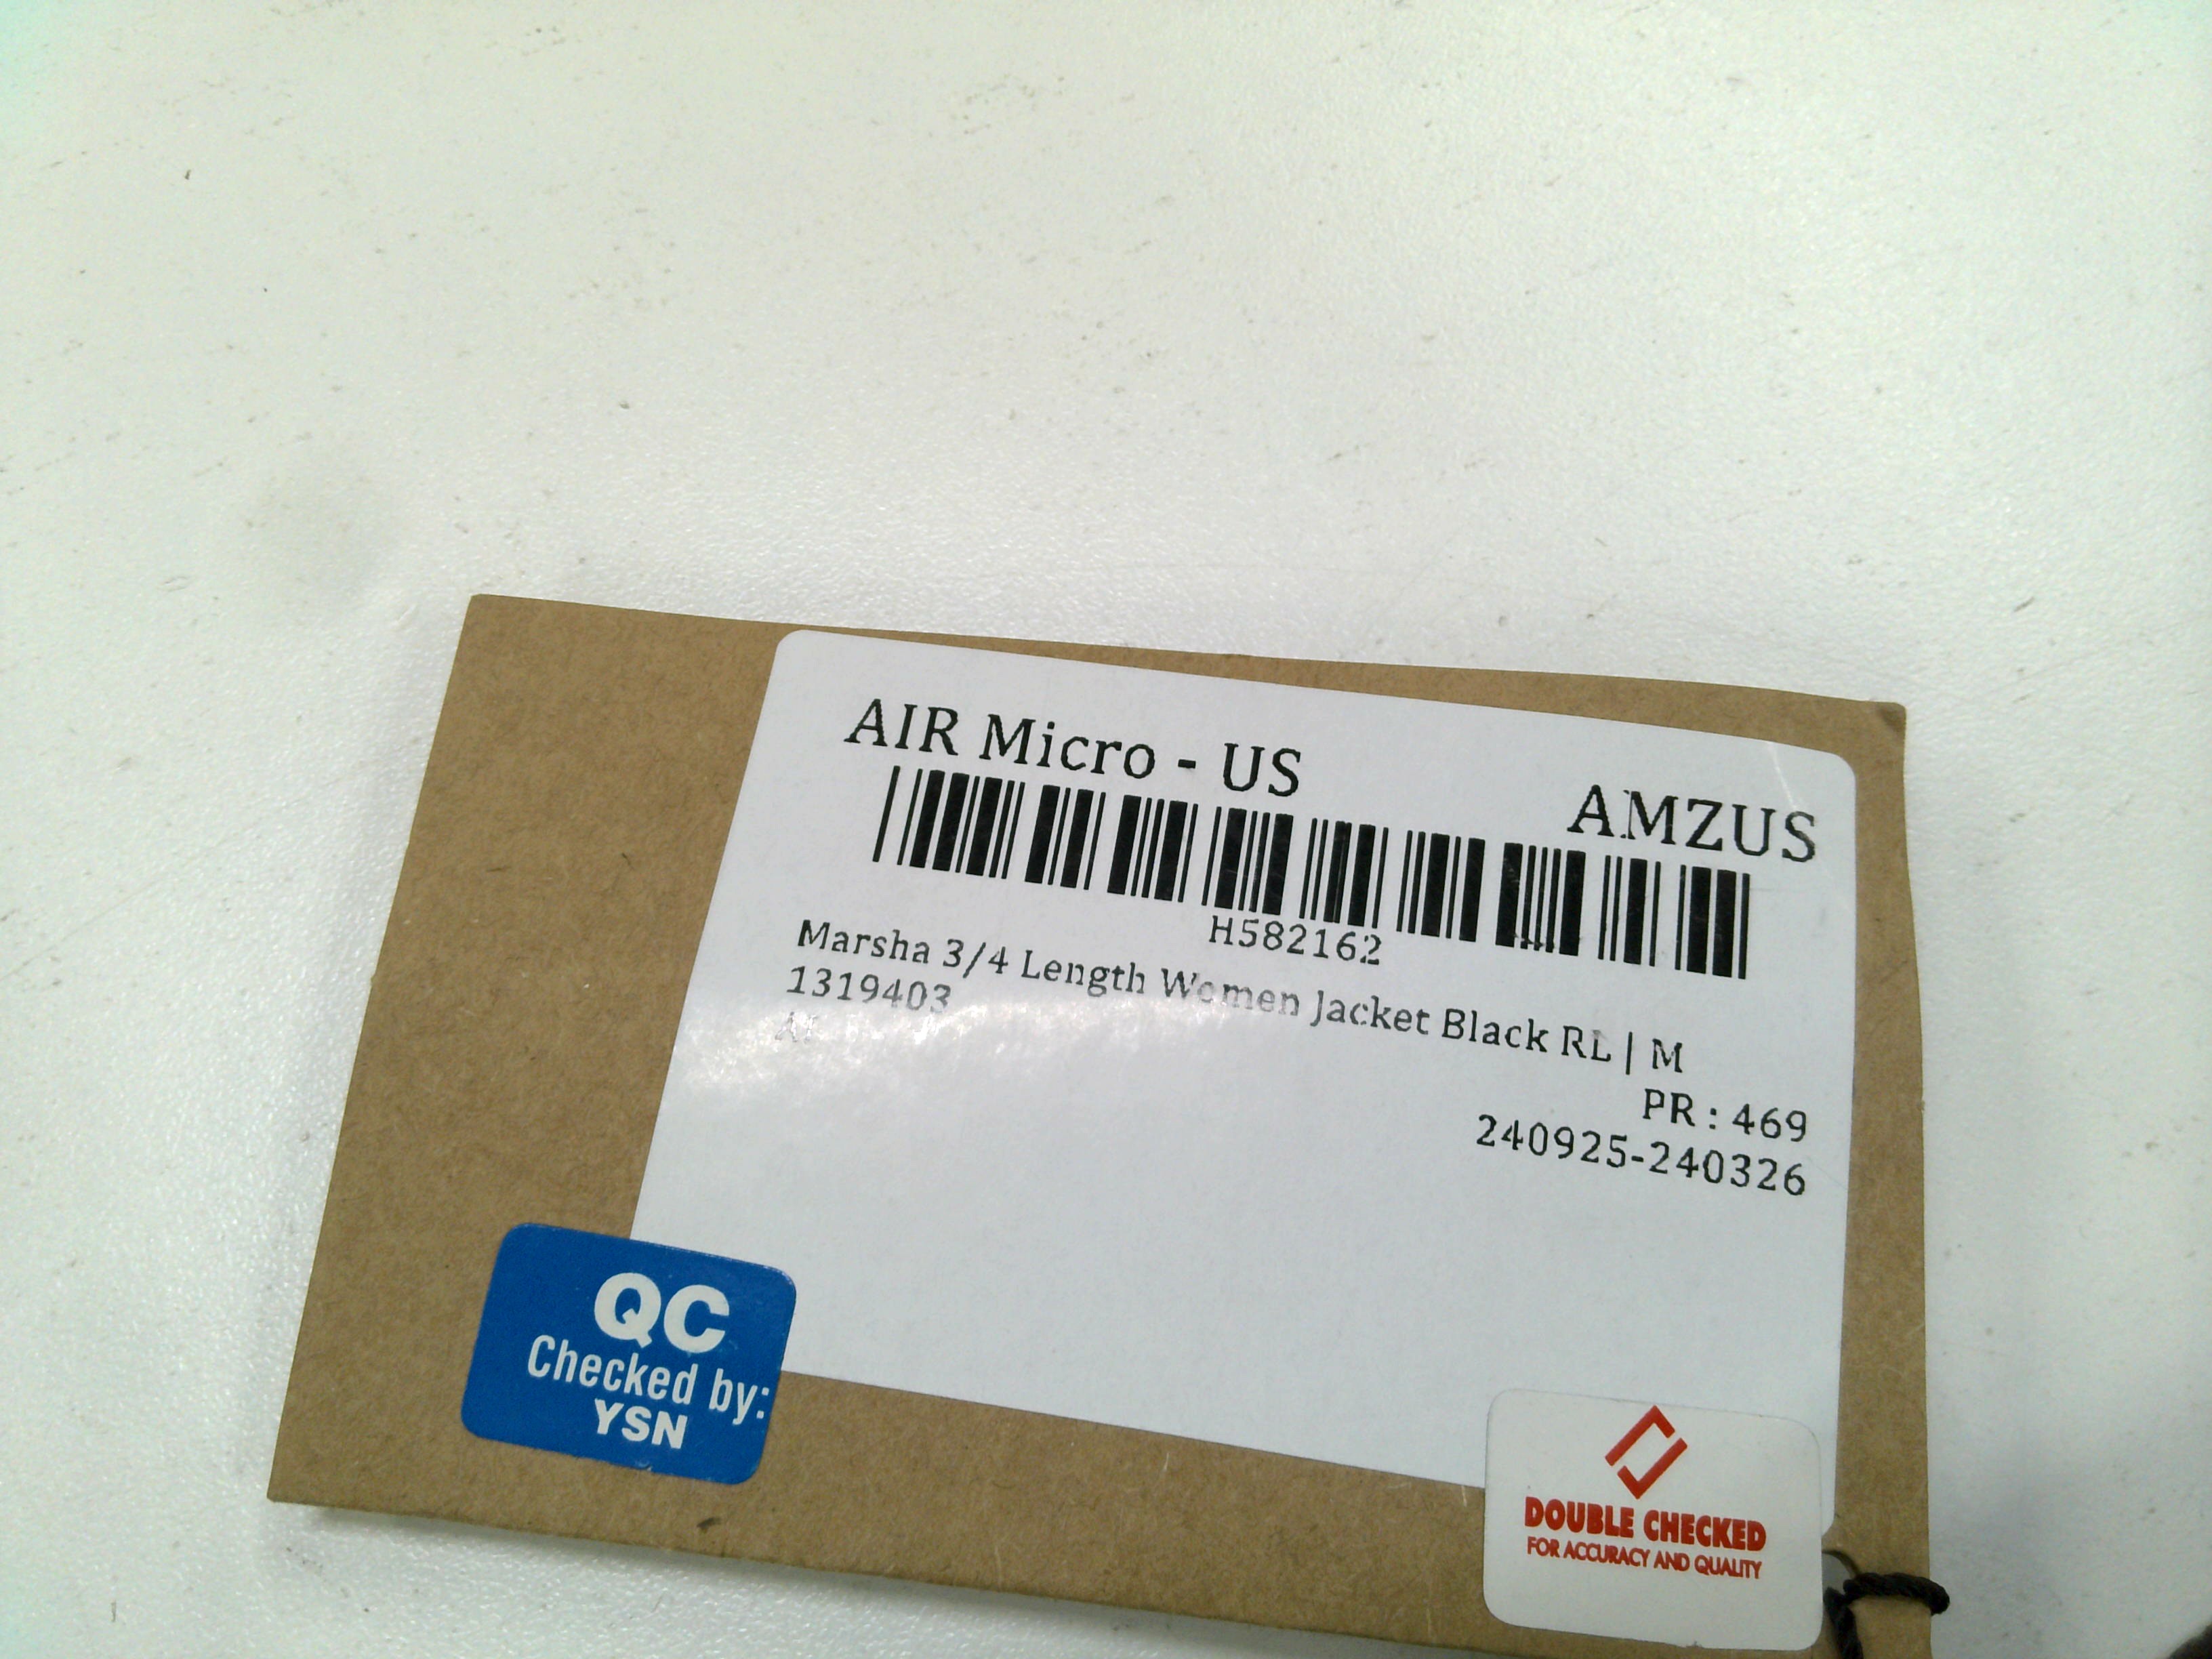 AIR Micro - US
AMZUS
H582162
Marsha 3/4 Length Women Jacket Black RL | M
1319403
PR : 469
240925-240326
QC
Checked by:
YSN
DOUBLE CHECKED
FOR ACCURACY AND QUALITY